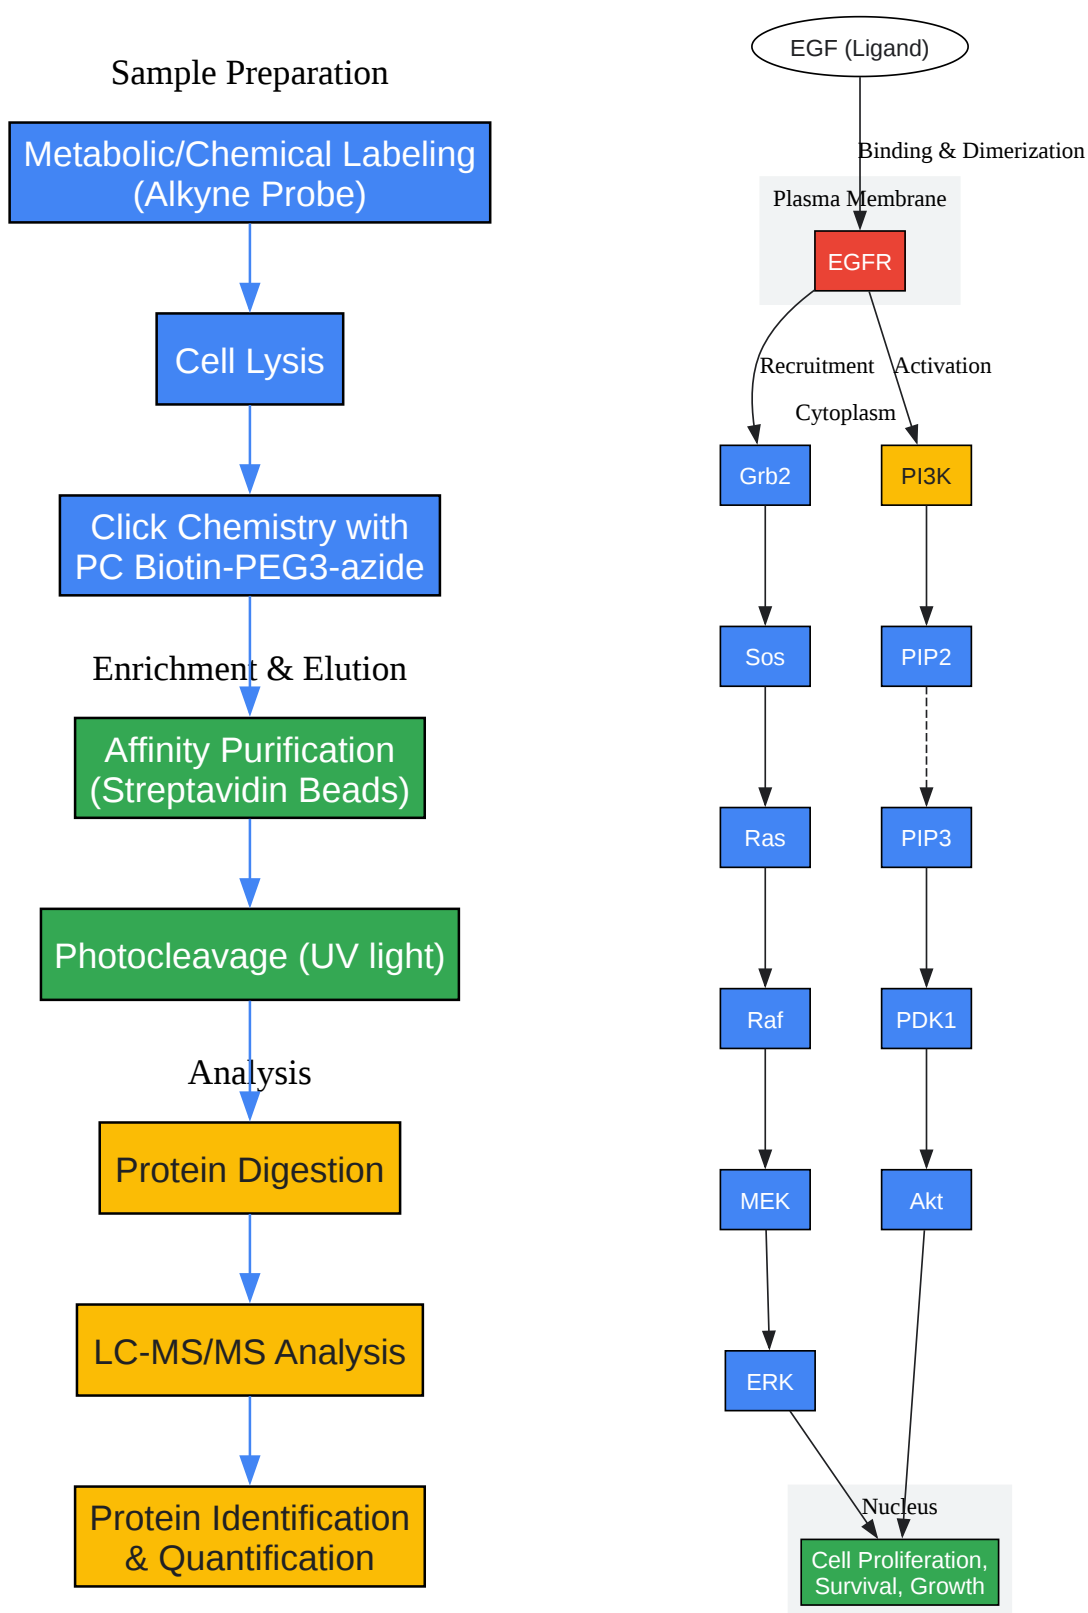 Sample Preparation
Metabolic/Chemical Labeling
(Alkyne Probe)
Cell Lysis
Click Chemistry with
PC Biotin-PEG3-azide
Enrichment & Elution
Affinity Purification
(Streptavidin Beads)
Photocleavage (UV light)
Analysis
Protein Digestion
LC-MS/MS Analysis
Protein Identification
& Quantification
EGF (Ligand)
Binding & Dimerization
Plasma Membrane
EGFR
Recruitment
Activation
Cytoplasm
Grb2
PI3K
Sos
PIP2
Ras
PIP3
Raf
PDK1
MEK
Akt
ERK
Nucleus
Cell Proliferation,
Survival, Growth